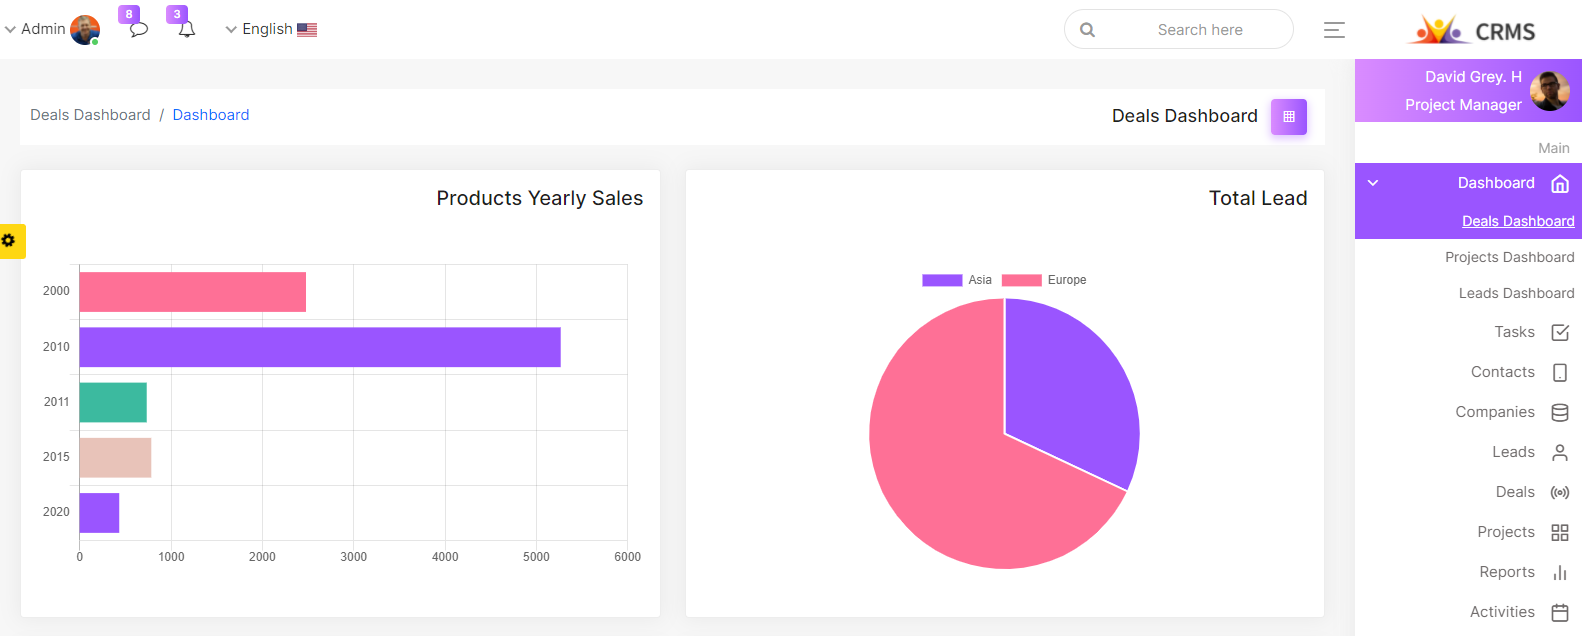 Admin
8
3
English
Search here
CRMS
David Grey. H
Project Manager
Deals Dashboard / Dashboard
Deals Dashboard
Products Yearly Sales
2000
2010
2011
2015
2020
0 1000 2000 3000 4000 5000 6000
Total Lead
Asia Europe
Main
Dashboard
Deals Dashboard
Projects Dashboard
Leads Dashboard
Tasks
Contacts
Companies
Leads
Deals
Projects
Reports
Activities